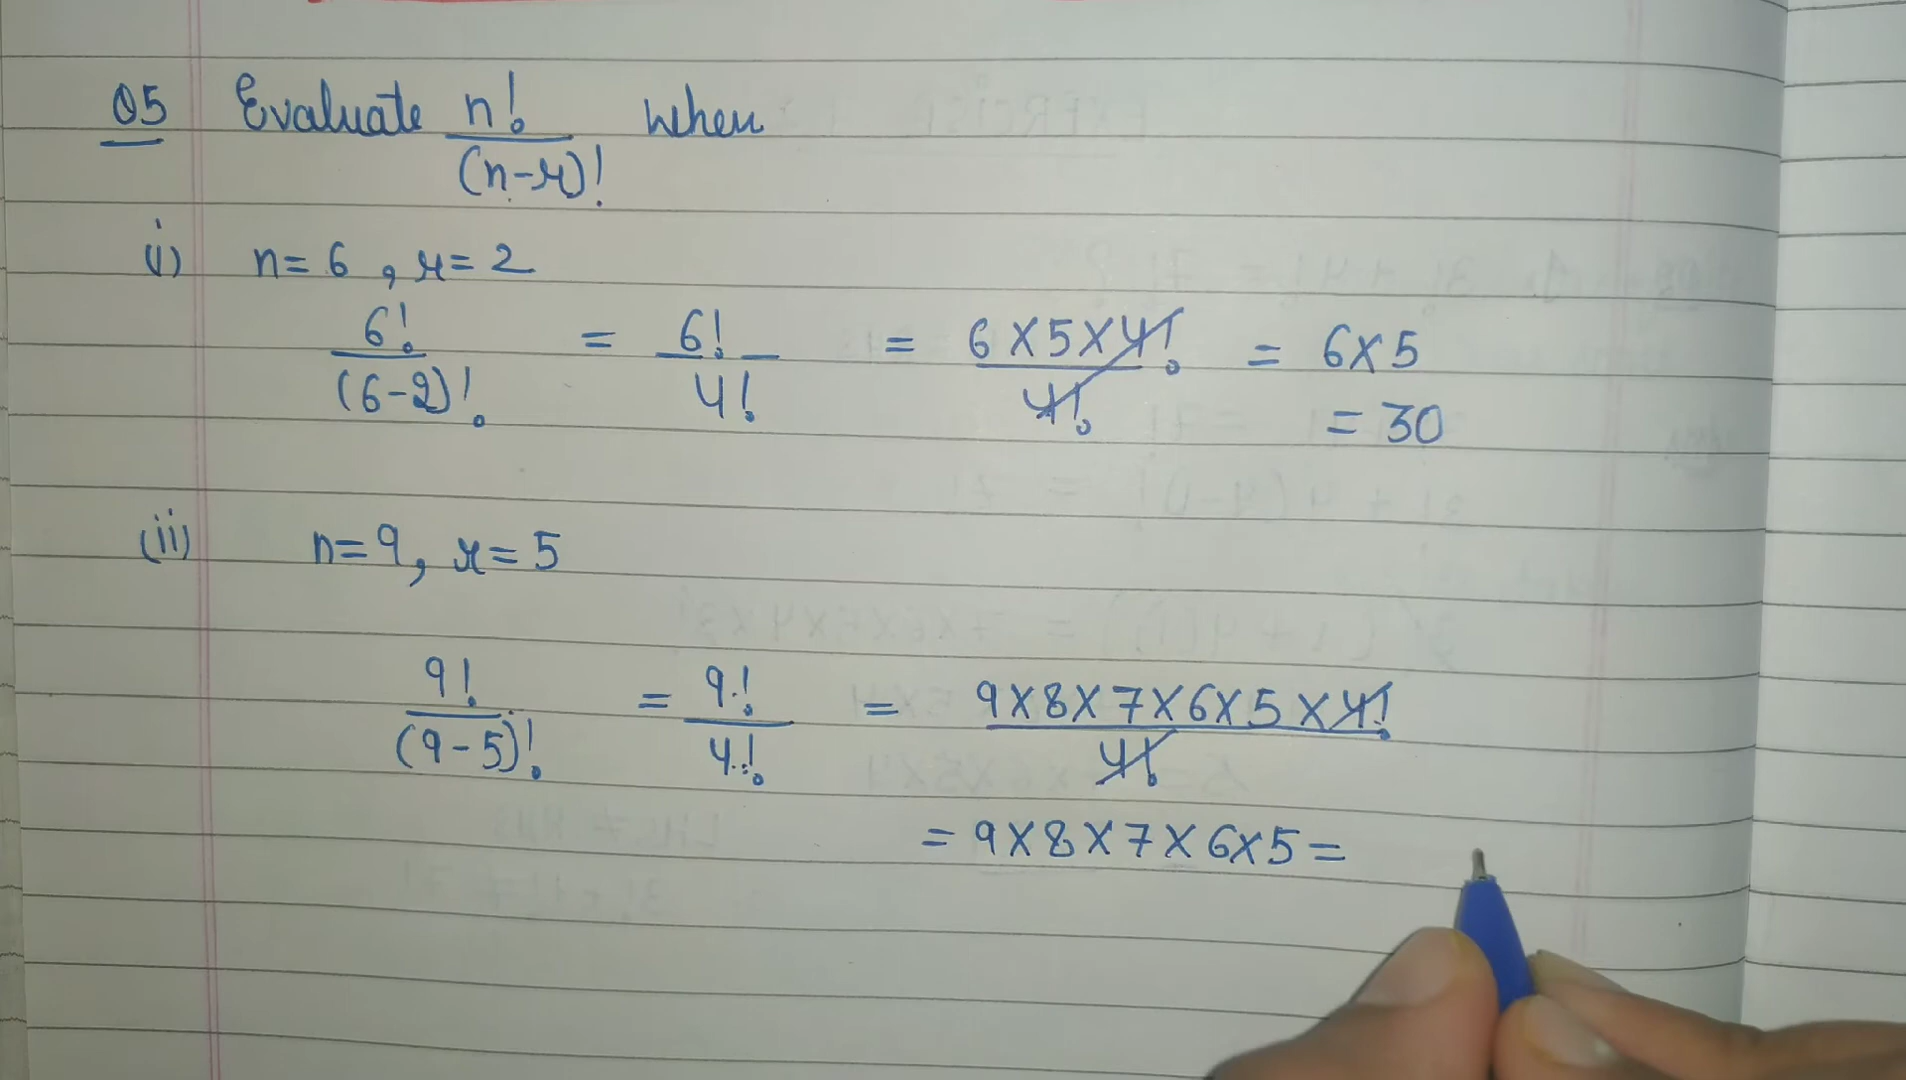 Q5 Evaluate n!/(n-r)! when
(i) n=6, r=2
6!/(6-2)! = 6!/4! = 6×5×4!/4! = 6×5
= 30
(ii) n=9, r=5
9!/(9-5)! = 9!/4! = 9×8×7×6×5×4!/4!
= 9×8×7×6×5=